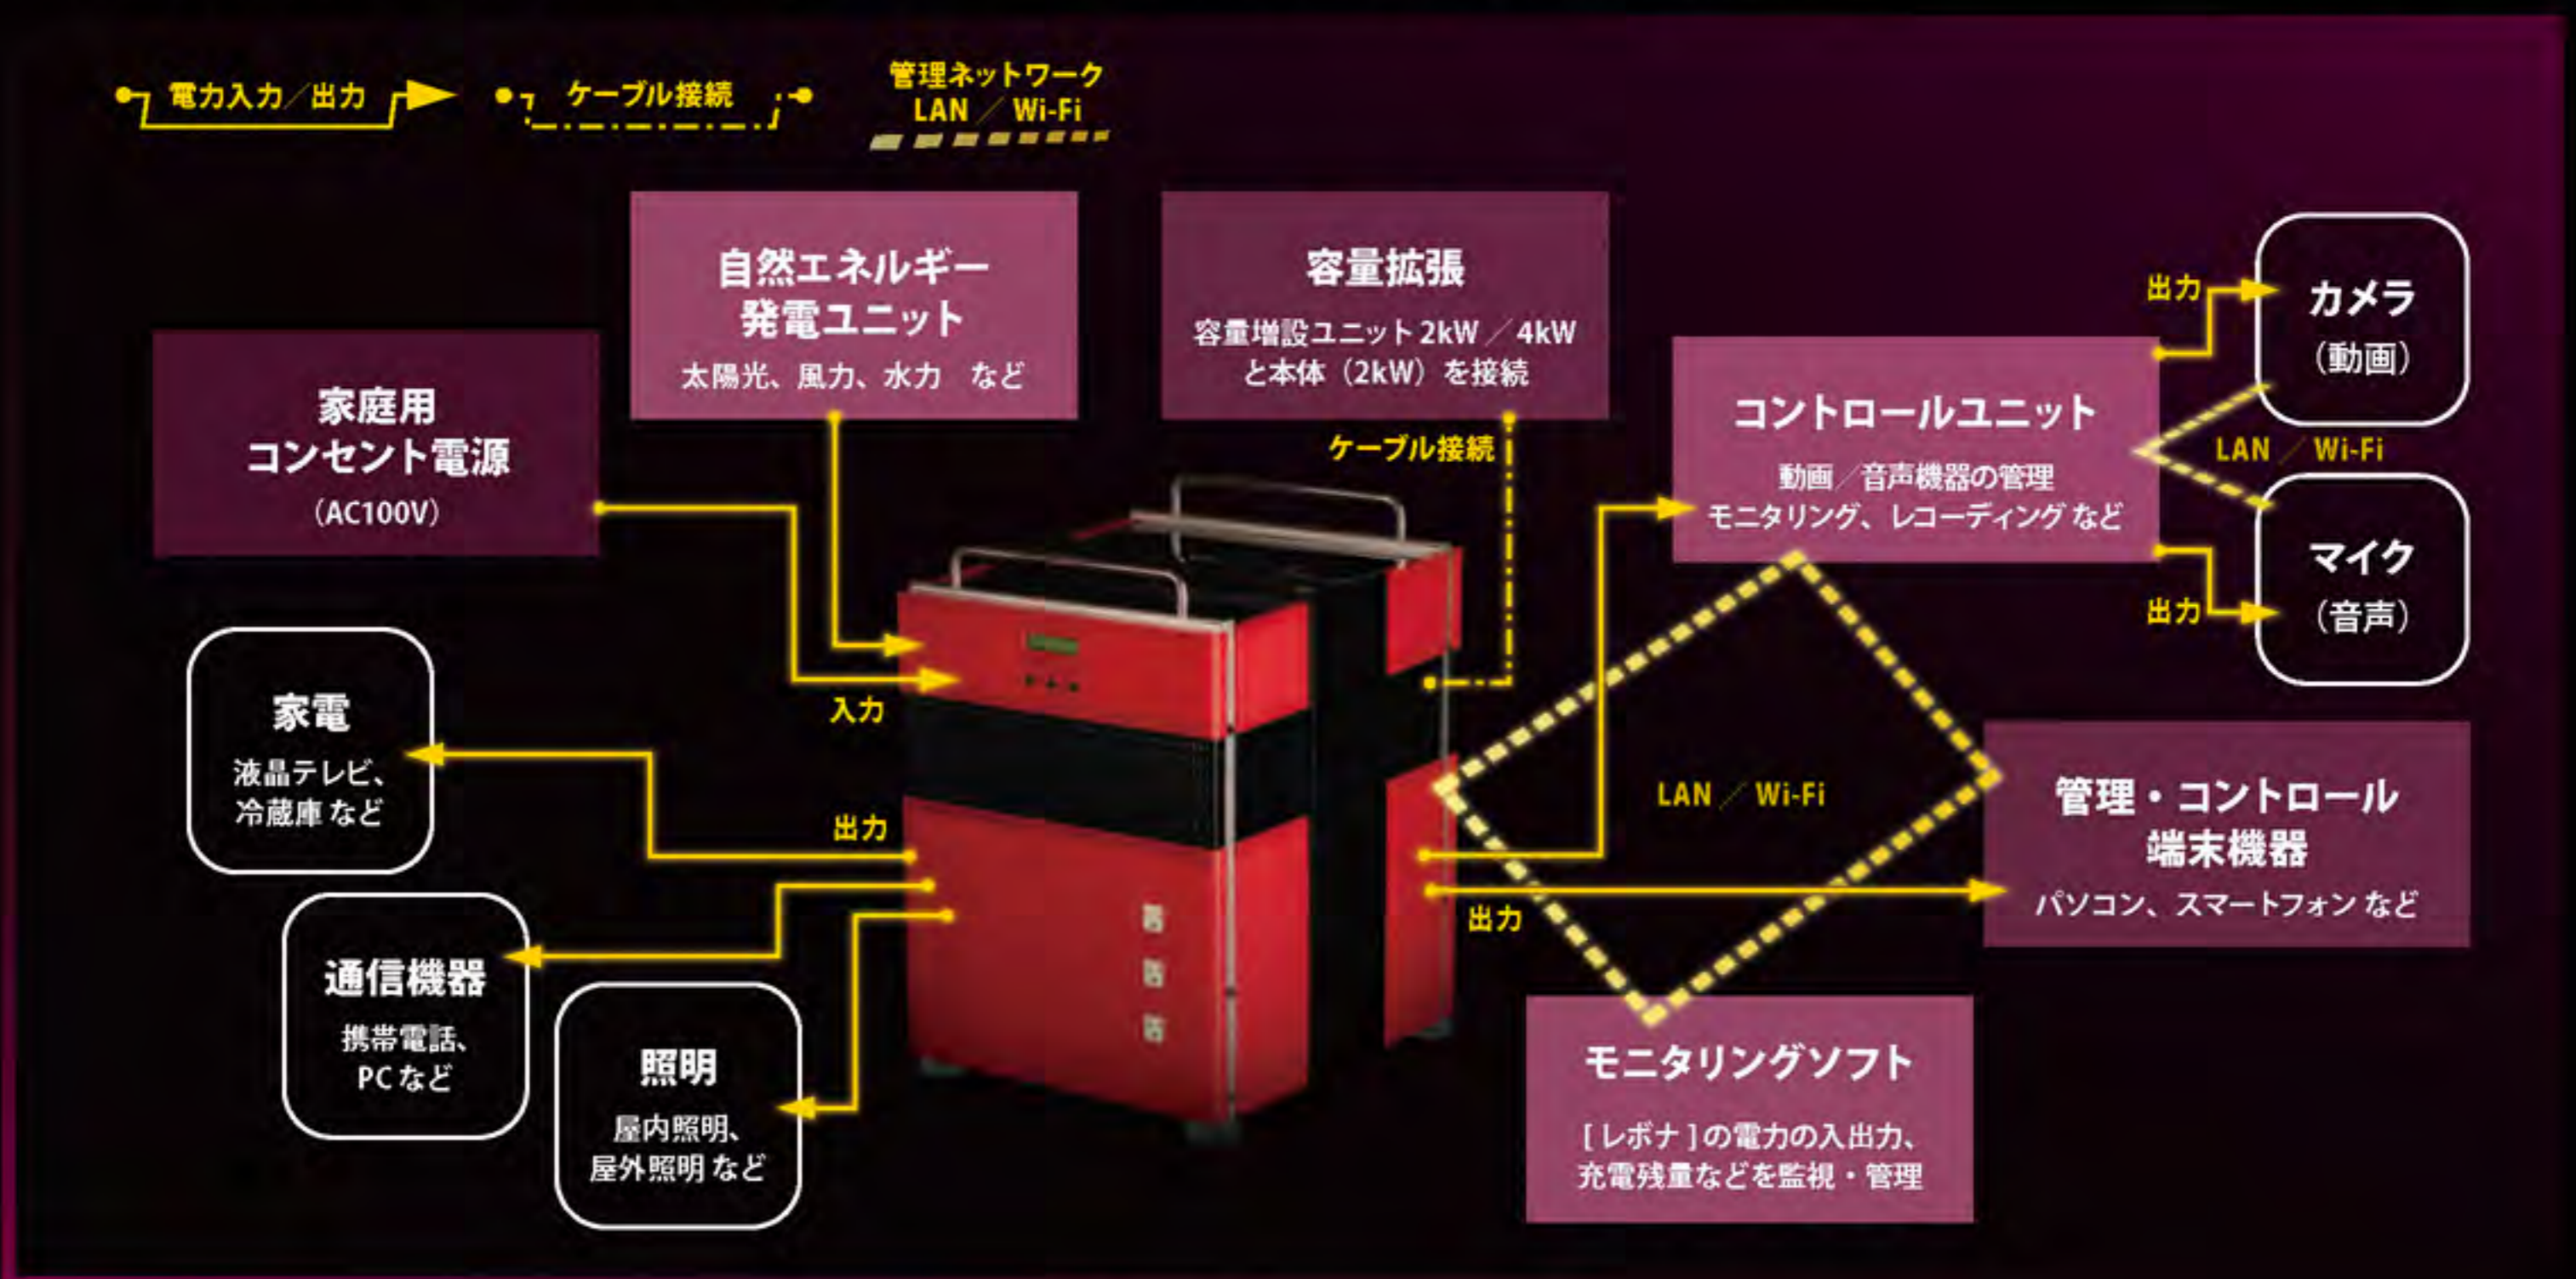 電力入力／出力
ケーブル接続
管理ネットワーク
LAN ／ Wi-Fi
自然エネルギー
発電ユニット
太陽光、風力、水力 など
容量拡張
容量増設ユニット 2kW ／ 4kW
と本体（2kW）を接続
ケーブル接続
家庭用
コンセント電源
（AC100V）
入力
コントロールユニット
動画／音声機器の管理
モニタリング、レコーディング など
出力
カメラ
（動画）
LAN ／ Wi-Fi
出力
マイク
（音声）
家電
液晶テレビ、
冷蔵庫 など
出力
通信機器
携帯電話、
PC など
照明
屋内照明、
屋外照明 など
LAN ／ Wi-Fi
出力
管理・コントロール
端末機器
パソコン、スマートフォン など
モニタリングソフト
[ レボナ ] の電力の入出力、
充電残量などを監視・管理